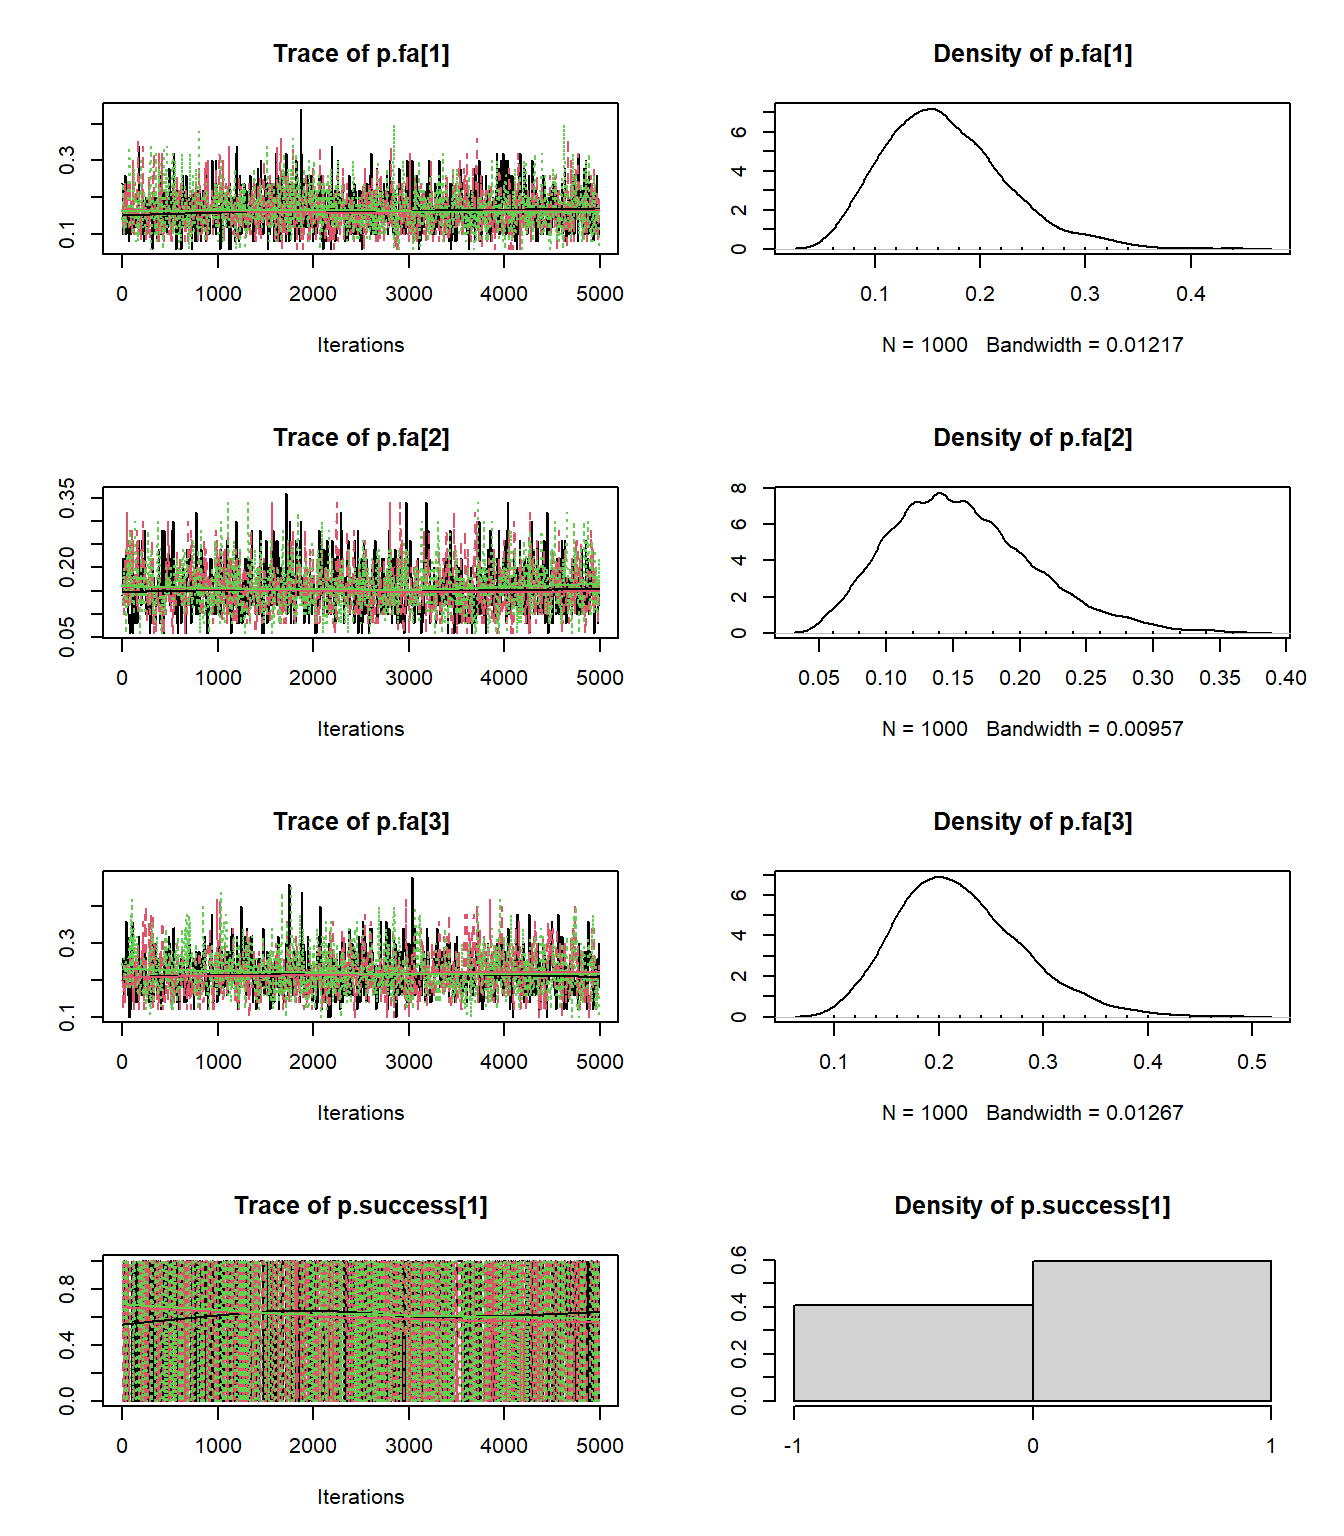 Trace of p.fa[1]
0.1 0.3
0 1000 2000 3000 4000 5000
Iterations
Density of p.fa[1]
0 2 4 6
0.1 0.2 0.3 0.4
N = 1000 Bandwidth = 0.01217
Trace of p.fa[2]
0.05 0.20 0.35
0 1000 2000 3000 4000 5000
Iterations
Density of p.fa[2]
0 2 4 6 8
0.05 0.10 0.15 0.20 0.25 0.30 0.35 0.40
N = 1000 Bandwidth = 0.00957
Trace of p.fa[3]
0.1 0.3
0 1000 2000 3000 4000 5000
Iterations
Density of p.fa[3]
0 2 4 6
0.1 0.2 0.3 0.4 0.5
N = 1000 Bandwidth = 0.01267
Trace of p.success[1]
0.0 0.4 0.8
0 1000 2000 3000 4000 5000
Iterations
Density of p.success[1]
0.0 0.2 0.4 0.6
-1 0 1